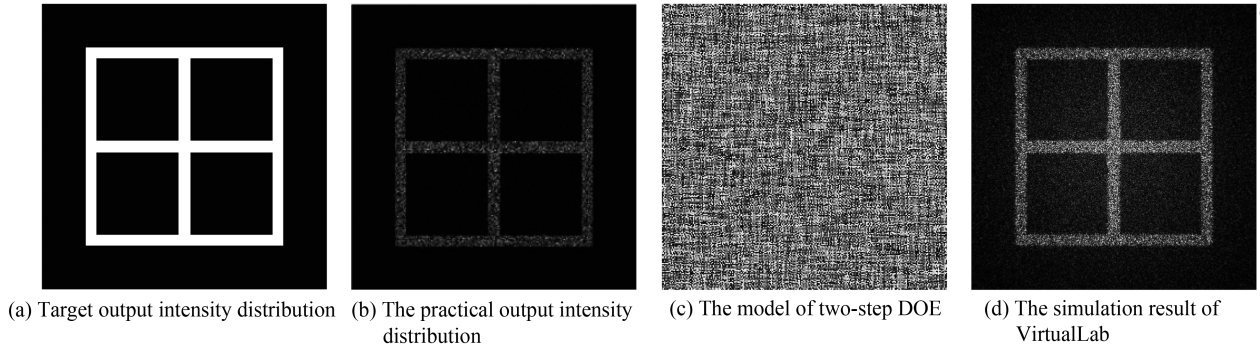 (a) Target output intensity distribution
(b) The practical output intensity
distribution
(c) The model of two-step DOE
(d) The simulation result of
VirtualLab